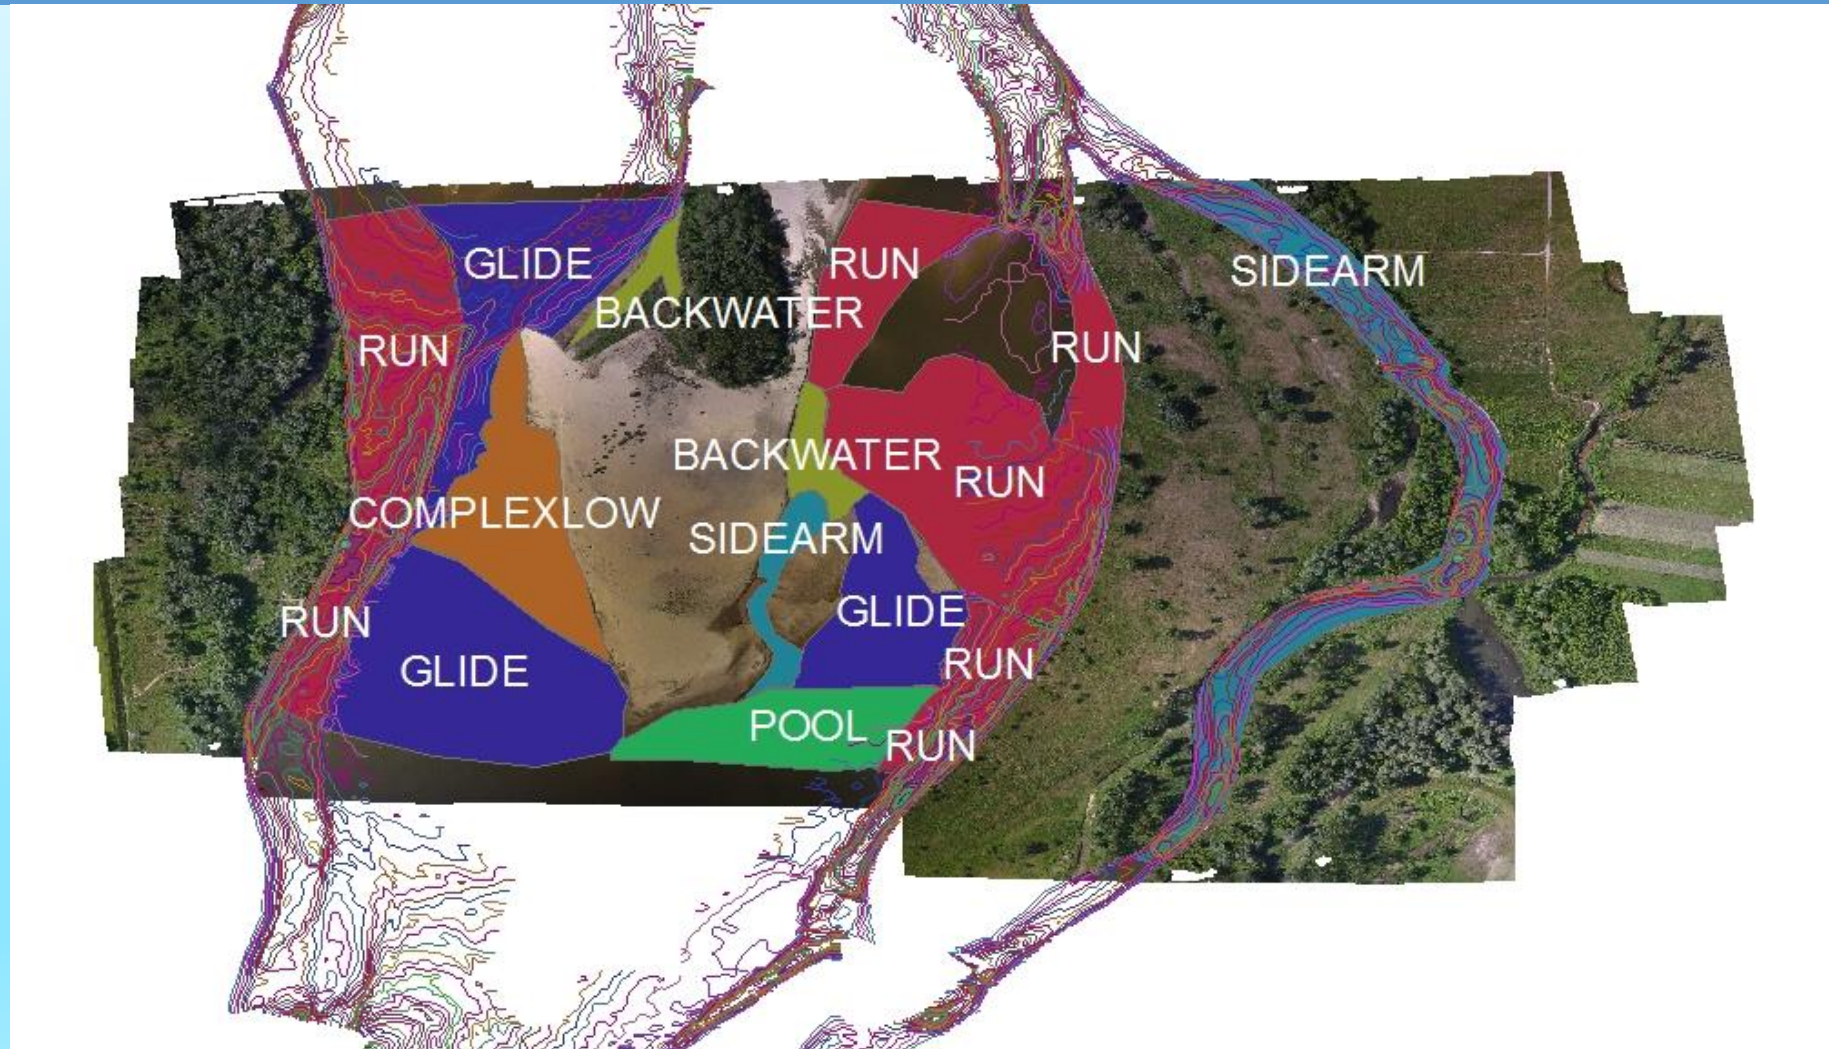 GLIDE
RUN
SIDEARM
BACKWATER
RUN
RUN
BACKWATER
RUN
COMPLEXLOW
SIDEARM
RUN
GLIDE
GLIDE
RUN
POOL
RUN